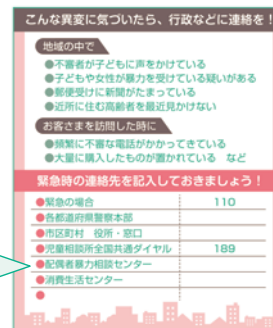 こんな異変に気づいたら、行政などに連絡を！
地域の中で
●不審者が子どもに声をかけている
●子どもや女性が暴力を受けている疑いがある
●郵便受けに新聞がたまっている
●近所に住む高齢者を最近見かけない
お客さまを訪問した時に
●頻繁に不審な電話がかかってきている
●大量に購入したものが置かれている　など
緊急時の連絡先を記入しておきましょう！
●緊急の場合　110
●各都道府県警察本部
●市区町村　役所・窓口
●児童相談所全国共通ダイヤル　189
●配偶者暴力相談センター
●消費生活センター
●